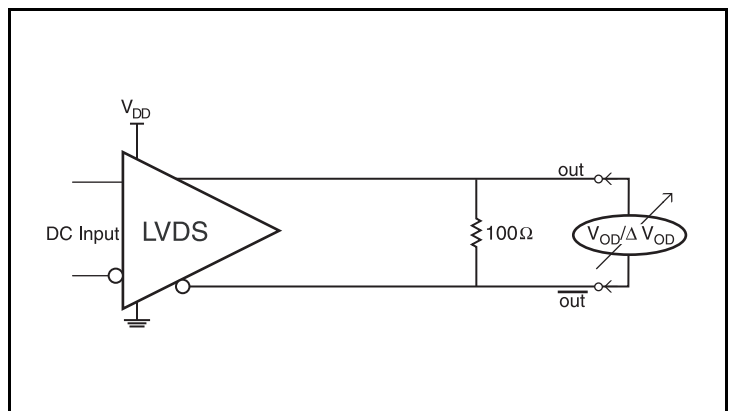 VDD
out
DC Input
LVDS
100Ω
VOD/Δ VOD
out